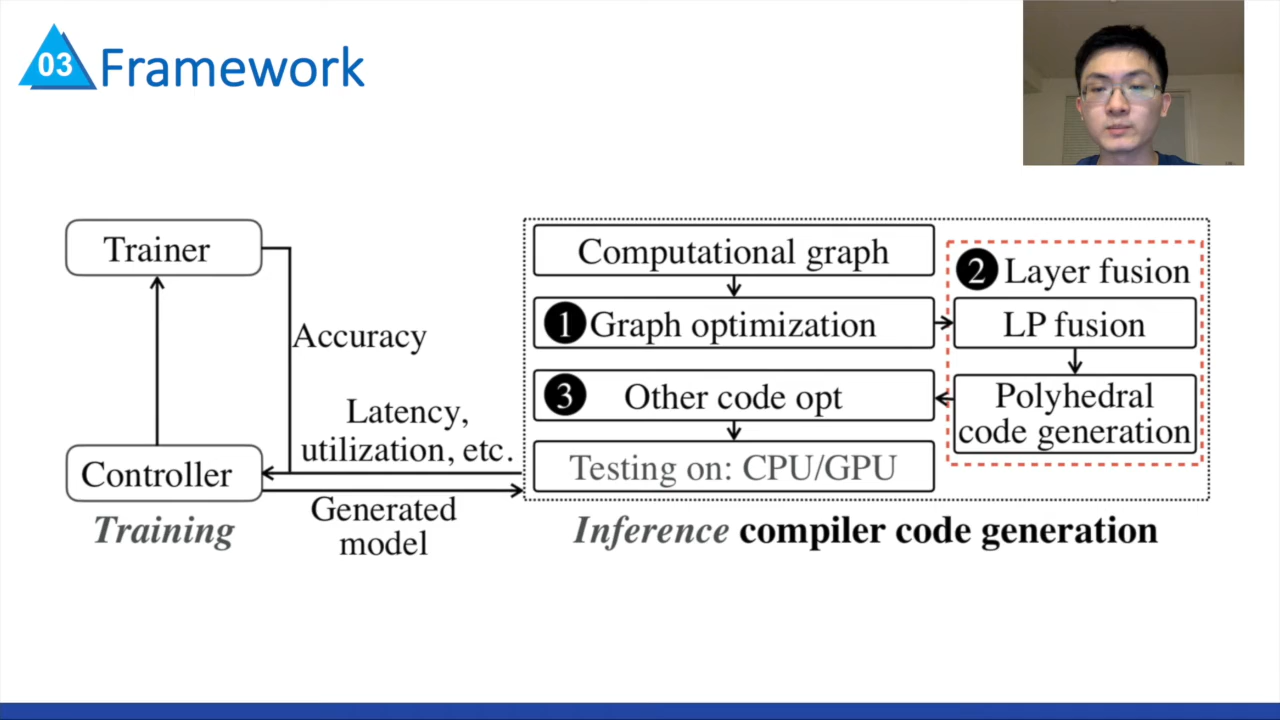 03
Framework
Trainer
Accuracy
Latency,
utilization, etc.
Controller
Generated
model
Training
Computational graph
1 Graph optimization
2 Layer fusion
LP fusion
Polyhedral
code generation
3 Other code opt
Testing on: CPU/GPU
Inference compiler code generation